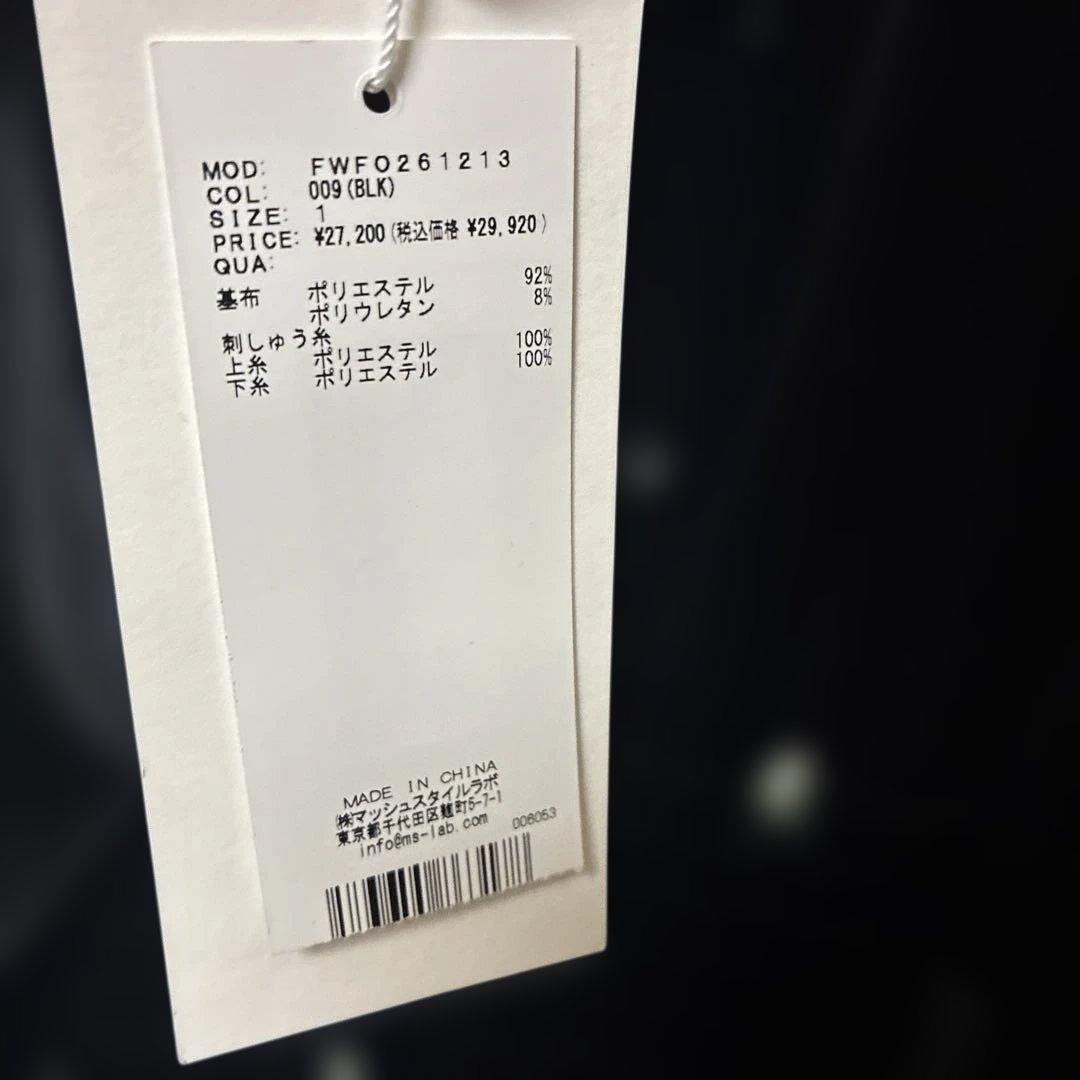 MOD: FWFO261213
COL: 009(BLK)
SIZE: 1
PRICE: ¥27,200(税込価格 ¥29,920)
QUA:
基布 ポリエステル 92%
ポリウレタン 8%
刺しゅう糸
上糸 ポリエステル 100%
下糸 ポリエステル 100%
MADE IN CHINA
㈱マッシュスタイルラボ
東京都千代田区麹町5-7-1
info@ms-lab.com 006053